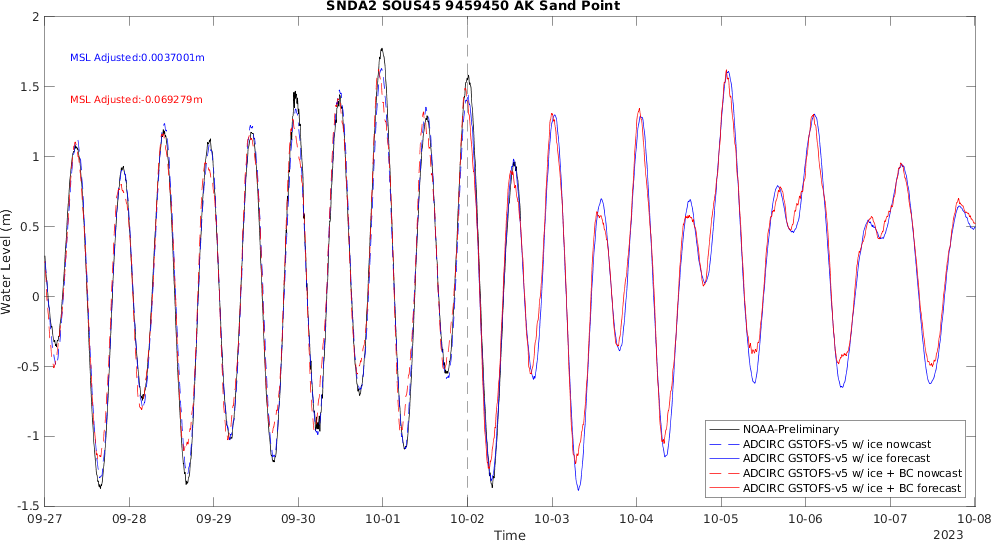 SNDA2 SOUS45 9459450 AK Sand Point
MSL Adjusted:0.0037001m
MSL Adjusted:-0.069279m
Water Level (m)
2
1.5
1
0.5
0
-0.5
-1
-1.5
NOAA-Preliminary
ADCIRC GSTOFS-v5 w/ ice nowcast
ADCIRC GSTOFS-v5 w/ ice forecast
ADCIRC GSTOFS-v5 w/ ice + BC nowcast
ADCIRC GSTOFS-v5 w/ ice + BC forecast
09-27 09-28 09-29 09-30 10-01 10-02 10-03 10-04 10-05 10-06 10-07 10-08
Time
2023